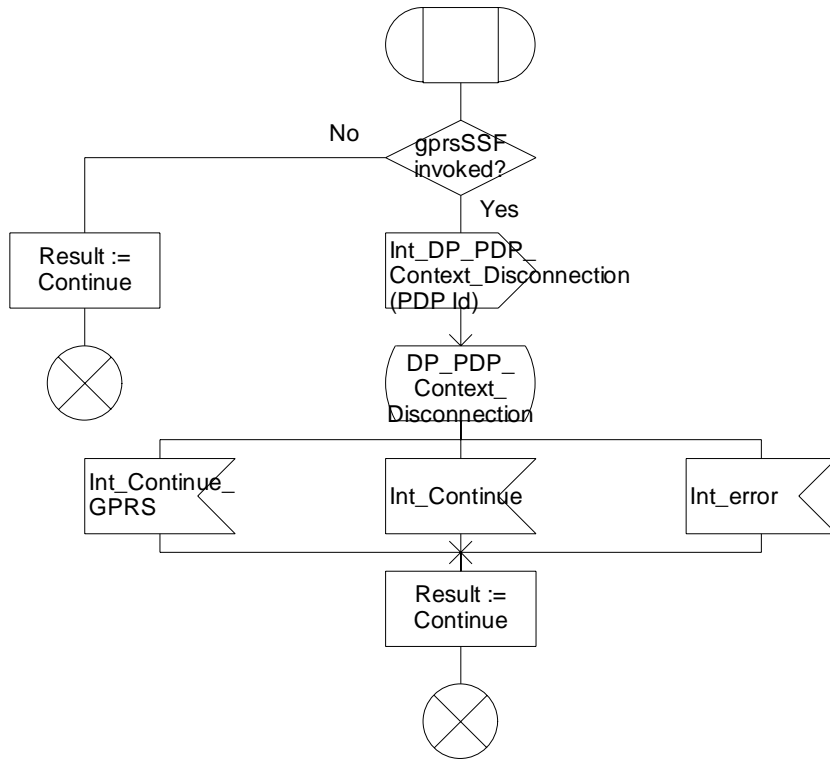 gprsSSF
invoked?
No
Yes
Result :=
Continue
Int_DP_PDP_
Context_Disconnection
(PDP Id)
DP_PDP_
Context_
Disconnection
Int_Continue_
GPRS
Int_Continue
Int_error
Result :=
Continue